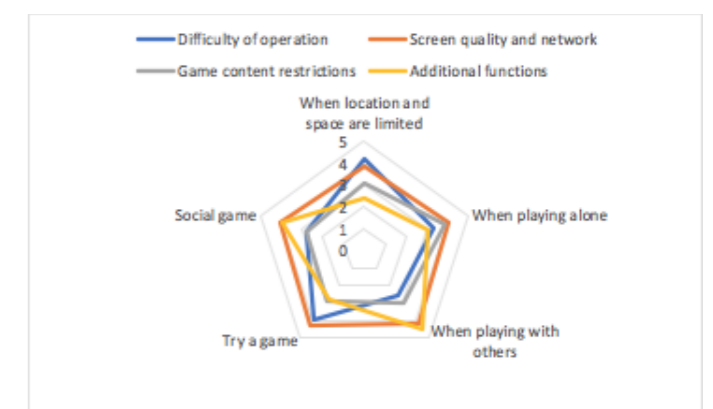 Difficulty of operation
Screen quality and network
Game content restrictions
Additional functions
When location and
space are limited
5
4
3
2
1
0
Social game
When playing alone
Try a game
When playing with
others